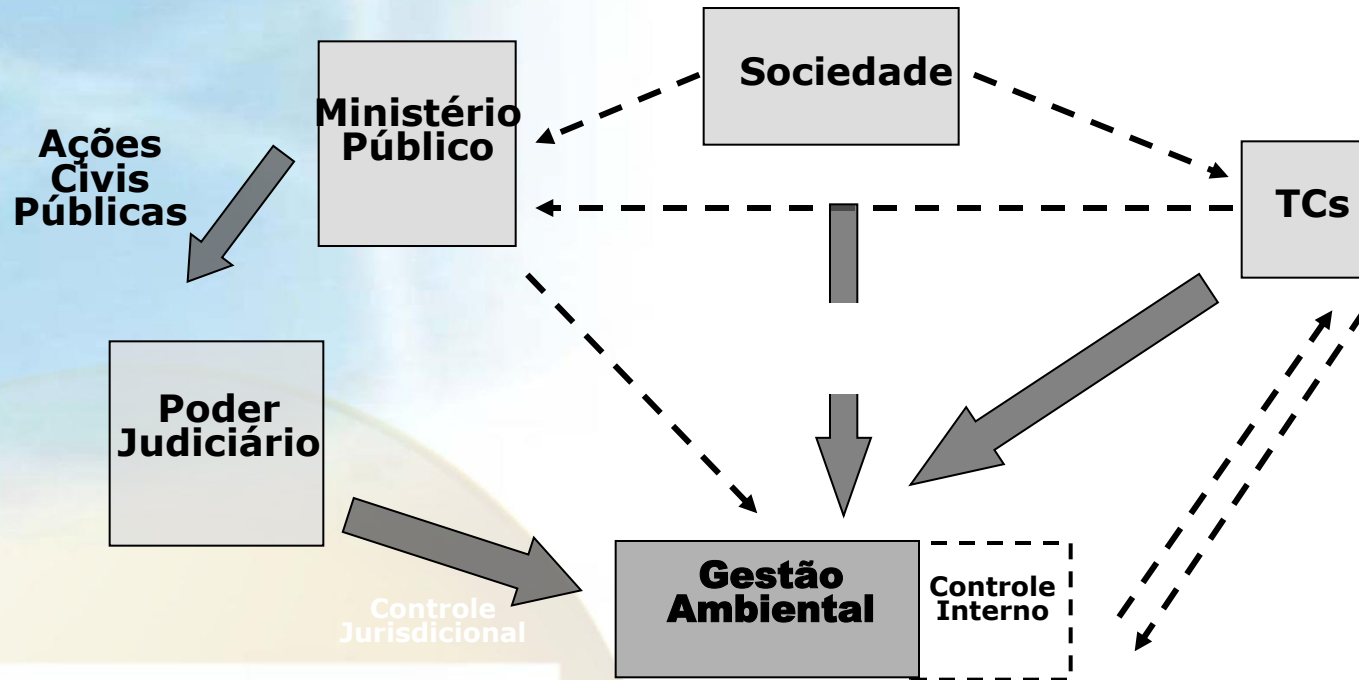 Sociedade
Ministério
Público
Ações
Civis
Públicas
TCs
Poder
Judiciário
Gestão
Ambiental
Controle
Interno
Controle
Jurisdicional